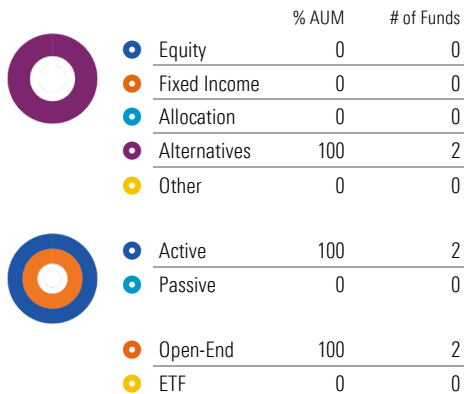 % AUM # of Funds
Equity 0 0
Fixed Income 0 0
Allocation 0 0
Alternatives 100 2
Other 0 0
Active 100 2
Passive 0 0
Open-End 100 2
ETF 0 0